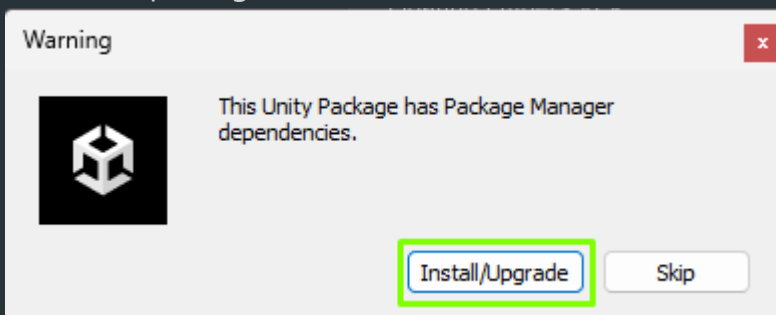 Warning
x
This Unity Package has Package Manager
dependencies.
Install/Upgrade
Skip